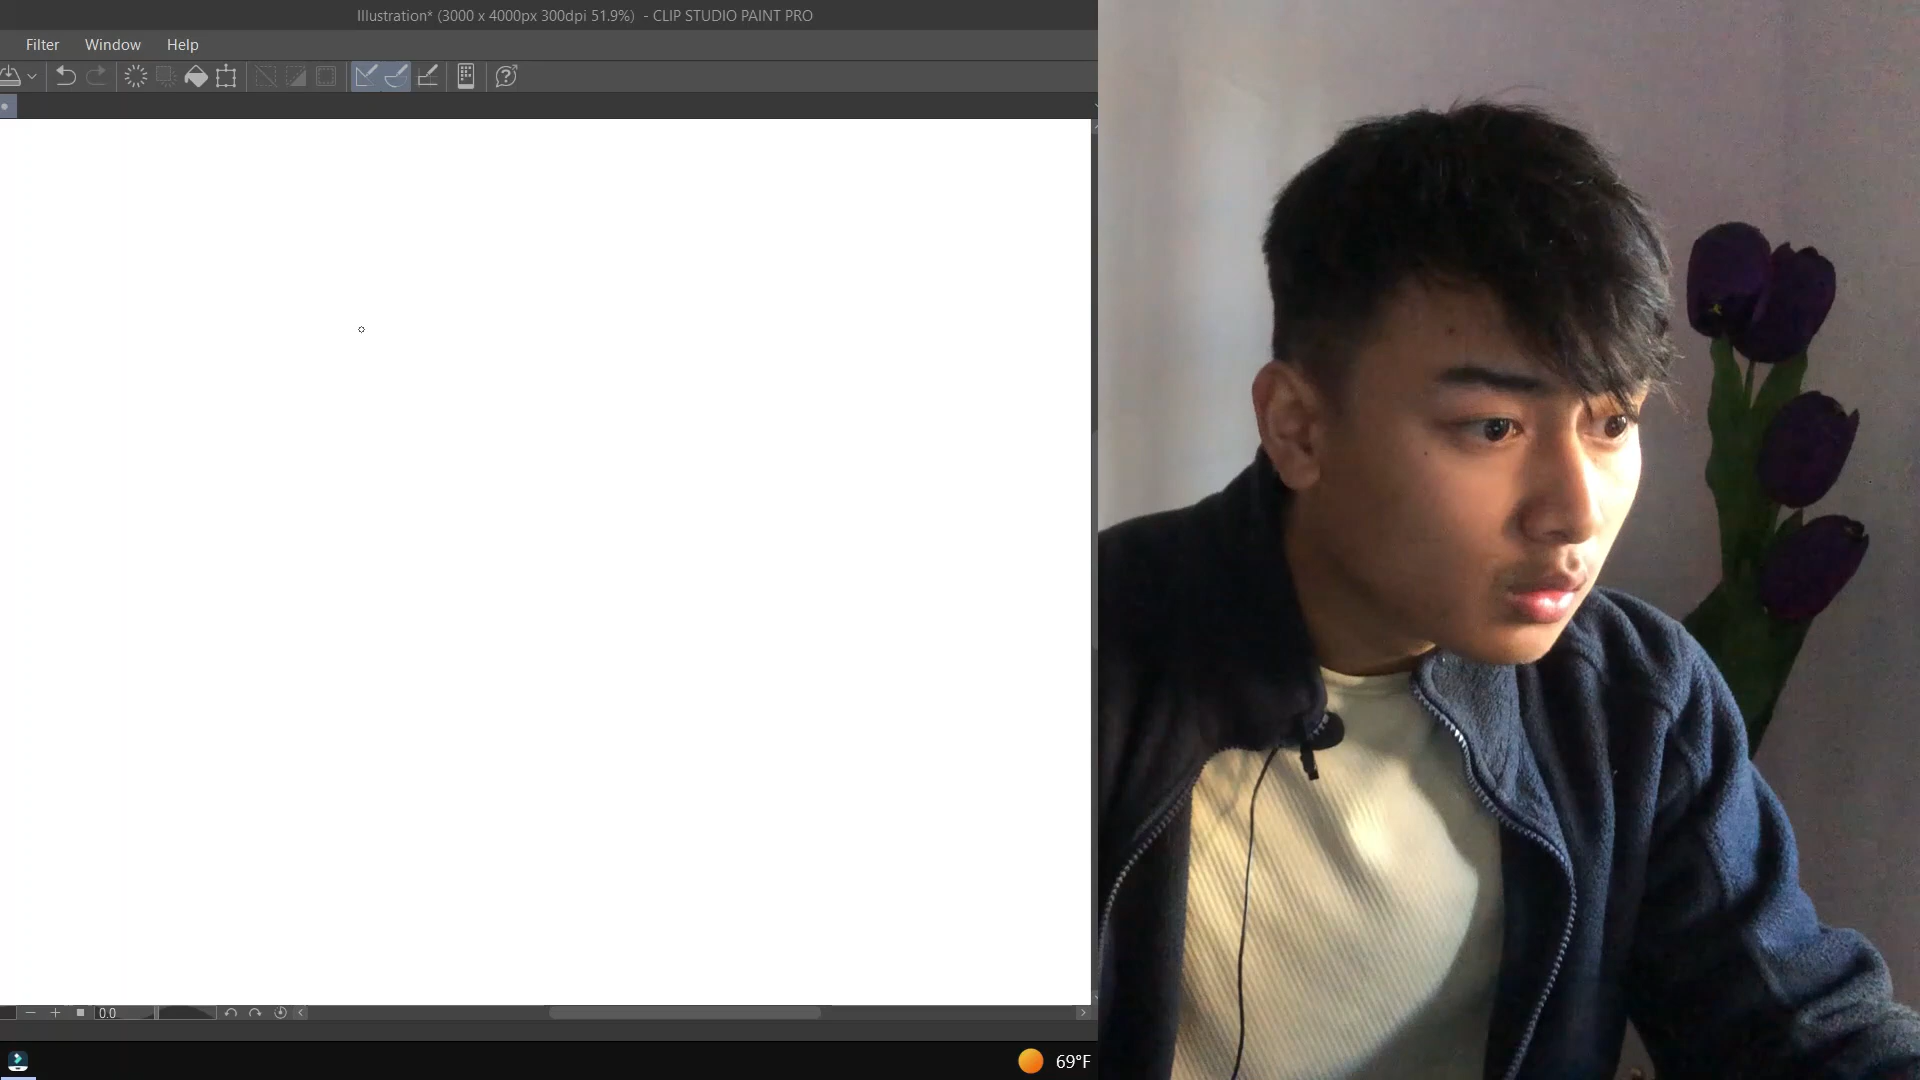 Illustration* (3000 x 4000px 300dpi 51.9%) - CLIP STUDIO PAINT PRO
Filter Window Help
0.0
69°F